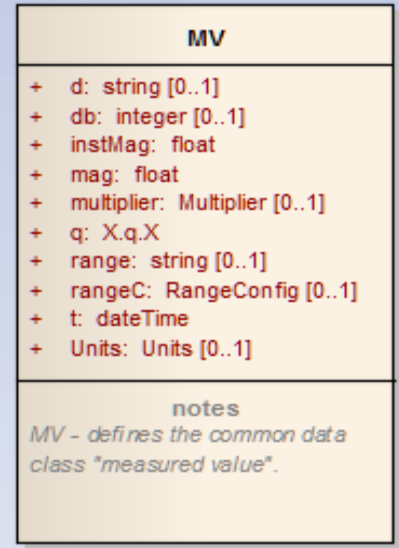 MV
+ d: string [0..1]
+ db: integer [0..1]
+ instMag: float
+ mag: float
+ multiplier: Multiplier [0..1]
+ q: X.q.X
+ range: string [0..1]
+ rangeC: RangeConfig [0..1]
+ t: dateTime
+ Units: Units [0..1]
notes
MV - defines the common data
class "measured value".